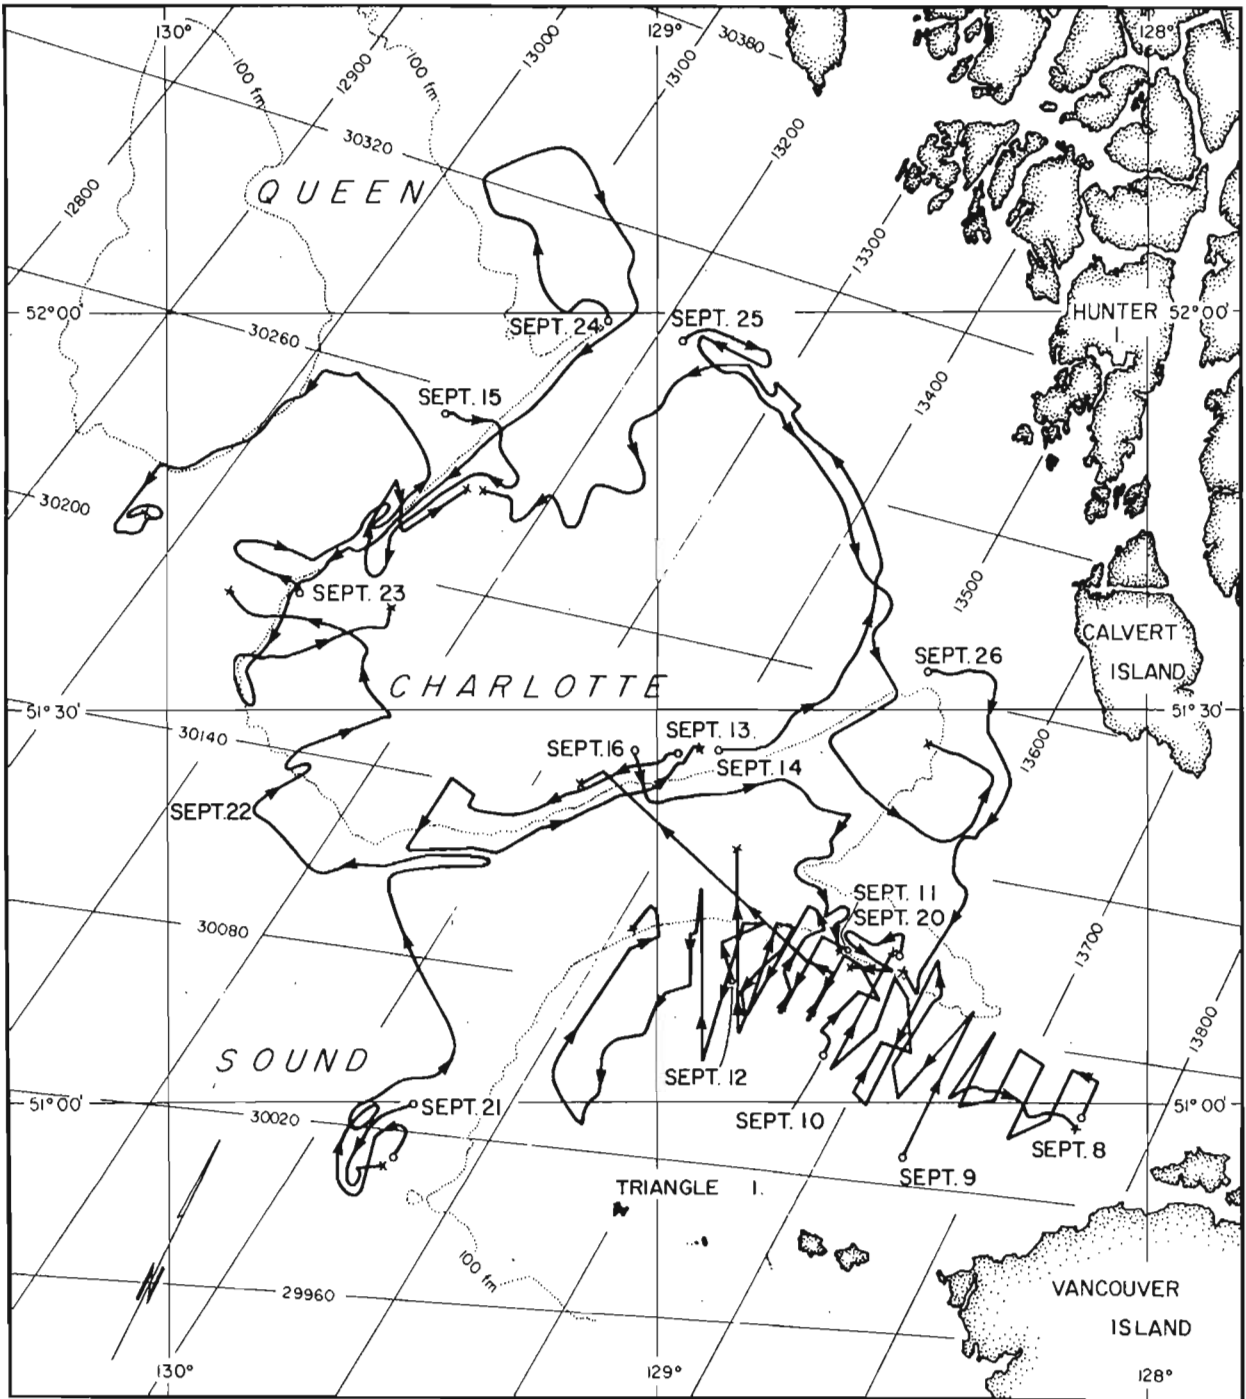 130°
129°
128°
30380
13000
12900
100 fm
100 fm
13100
30320
13200
12800
QUEEN
13300
52°00'
SEPT. 24
SEPT. 25
HUNTER
I.
52°00'
30260
SEPT. 15
13400
30200
13500
SEPT. 23
CALVERT
ISLAND
SEPT. 26
CHARLOTTE
51°30'
51°30'
30140
SEPT. 16
SEPT. 13
SEPT. 14
13600
SEPT. 22
SEPT. 11
SEPT. 20
30080
13700
13800
SOUND
SEPT. 12
51°00'
SEPT. 21
51°00'
30020
SEPT. 10
SEPT. 8
SEPT. 9
TRIANGLE I.
100 fm
29960
VANCOUVER
ISLAND
130°
129°
128°